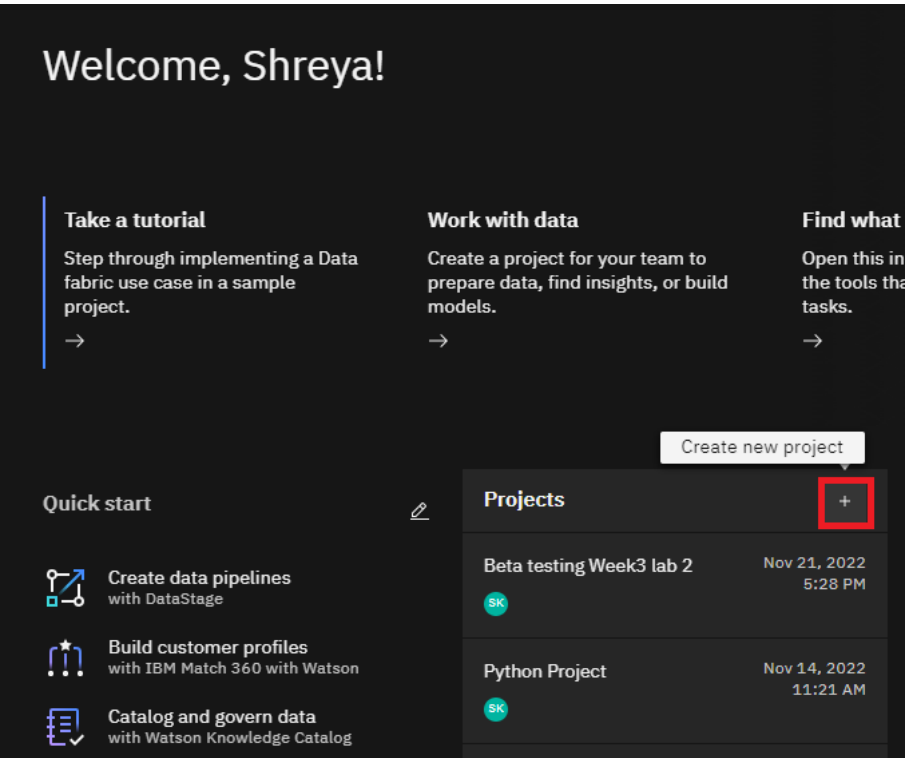 Welcome, Shreya!
Take a tutorial
Step through implementing a Data
fabric use case in a sample
project.
Work with data
Create a project for your team to
prepare data, find insights, or build
models.
Find what
Open this in
the tools tha
tasks.
Create new project
Quick start
Create data pipelines
with DataStage
Build customer profiles
with IBM Match 360 with Watson
Catalog and govern data
with Watson Knowledge Catalog
Projects
Beta testing Week3 lab 2
Nov 21, 2022
5:28 PM
SK
Python Project
Nov 14, 2022
11:21 AM
SK